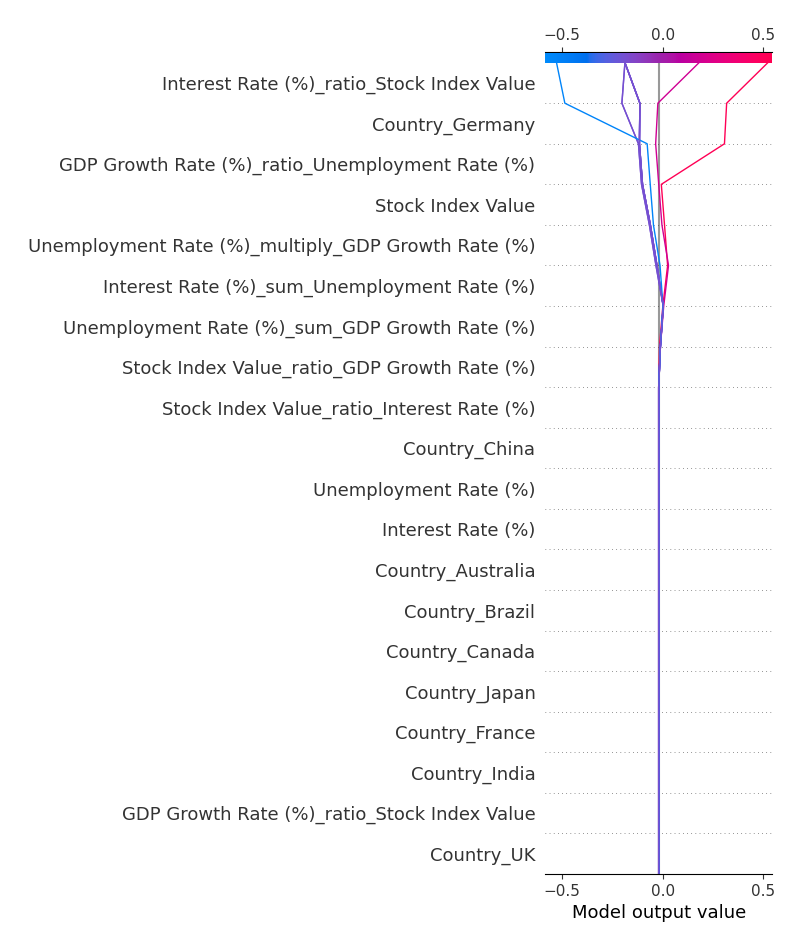 −0.5 0.0 0.5
Interest Rate (%)_ratio_Stock Index Value
Country_Germany
GDP Growth Rate (%)_ratio_Unemployment Rate (%)
Stock Index Value
Unemployment Rate (%)_multiply_GDP Growth Rate (%)
Interest Rate (%)_sum_Unemployment Rate (%)
Unemployment Rate (%)_sum_GDP Growth Rate (%)
Stock Index Value_ratio_GDP Growth Rate (%)
Stock Index Value_ratio_Interest Rate (%)
Country_China
Unemployment Rate (%)
Interest Rate (%)
Country_Australia
Country_Brazil
Country_Canada
Country_Japan
Country_France
Country_India
GDP Growth Rate (%)_ratio_Stock Index Value
Country_UK
−0.5 0.0 0.5
Model output value